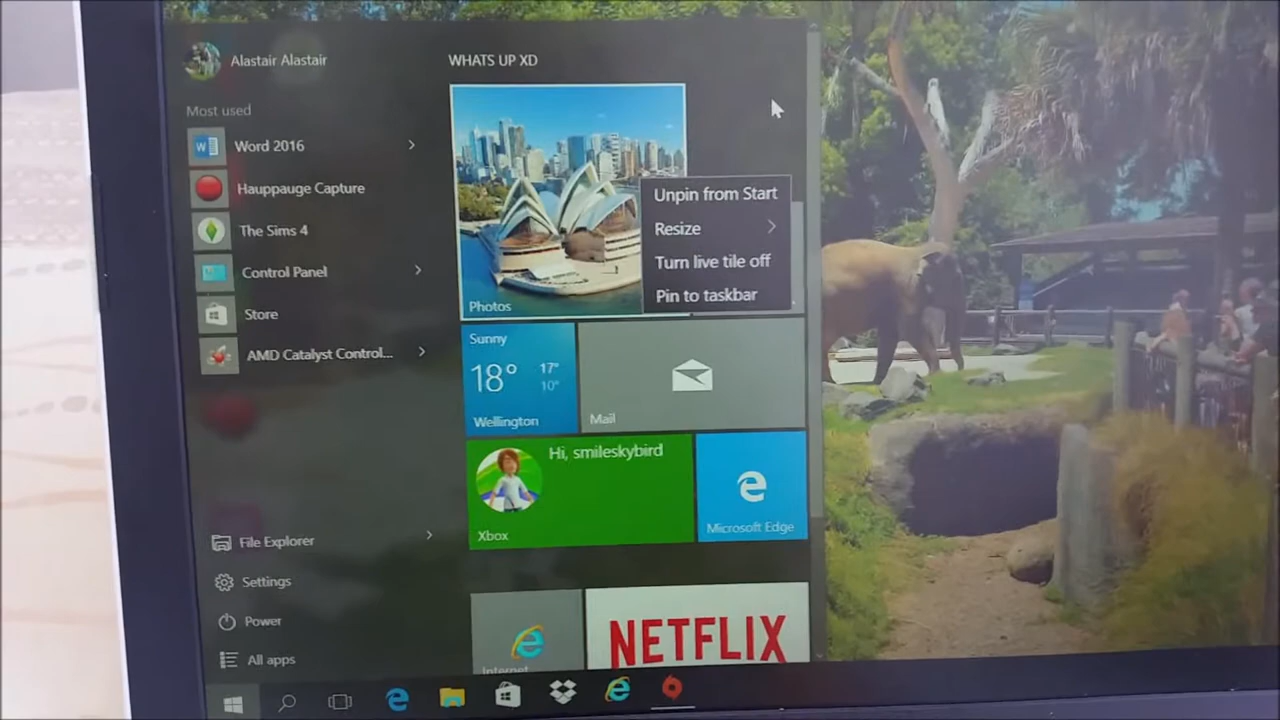 Alastair Alastair
Most used
Word 2016
Hauppauge Capture
The Sims 4
Control Panel
Store
AMD Catalyst Control...
File Explorer
Settings
Power
All apps
WHATS UP XD
Photos
Unpin from Start
Resize
Turn live tile off
Pin to taskbar
Sunny
18°
17°
10°
Wellington
Mail
Hi, smileskybird
Xbox
Microsoft Edge
Internet
NETFLIX